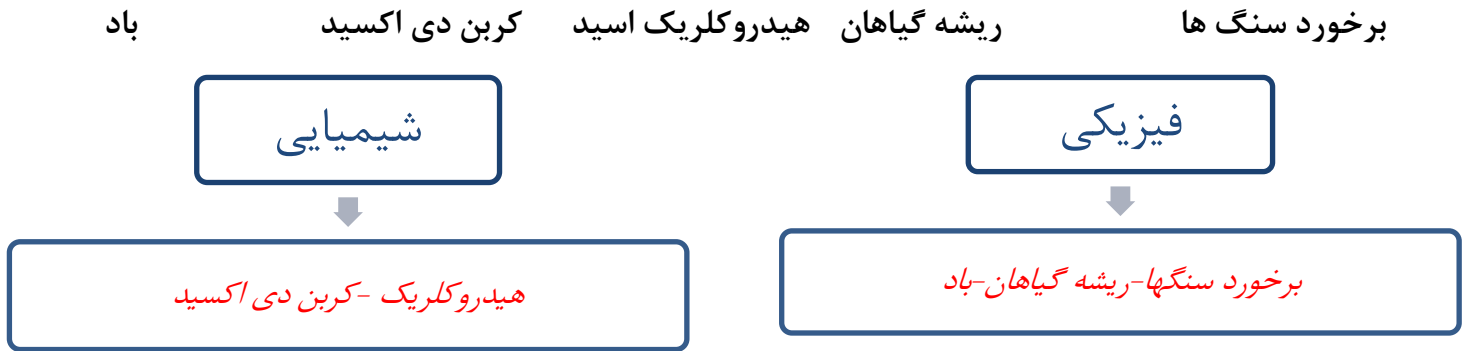 برخورد سنگ ها ریشه گیاهان هیدروکلریک اسید کربن دی اکسید باد
فیزیکی
شیمیایی
برخورد سنگها-ریشه گیاهان-باد
هیدروکلریک -کربن دی اکسید